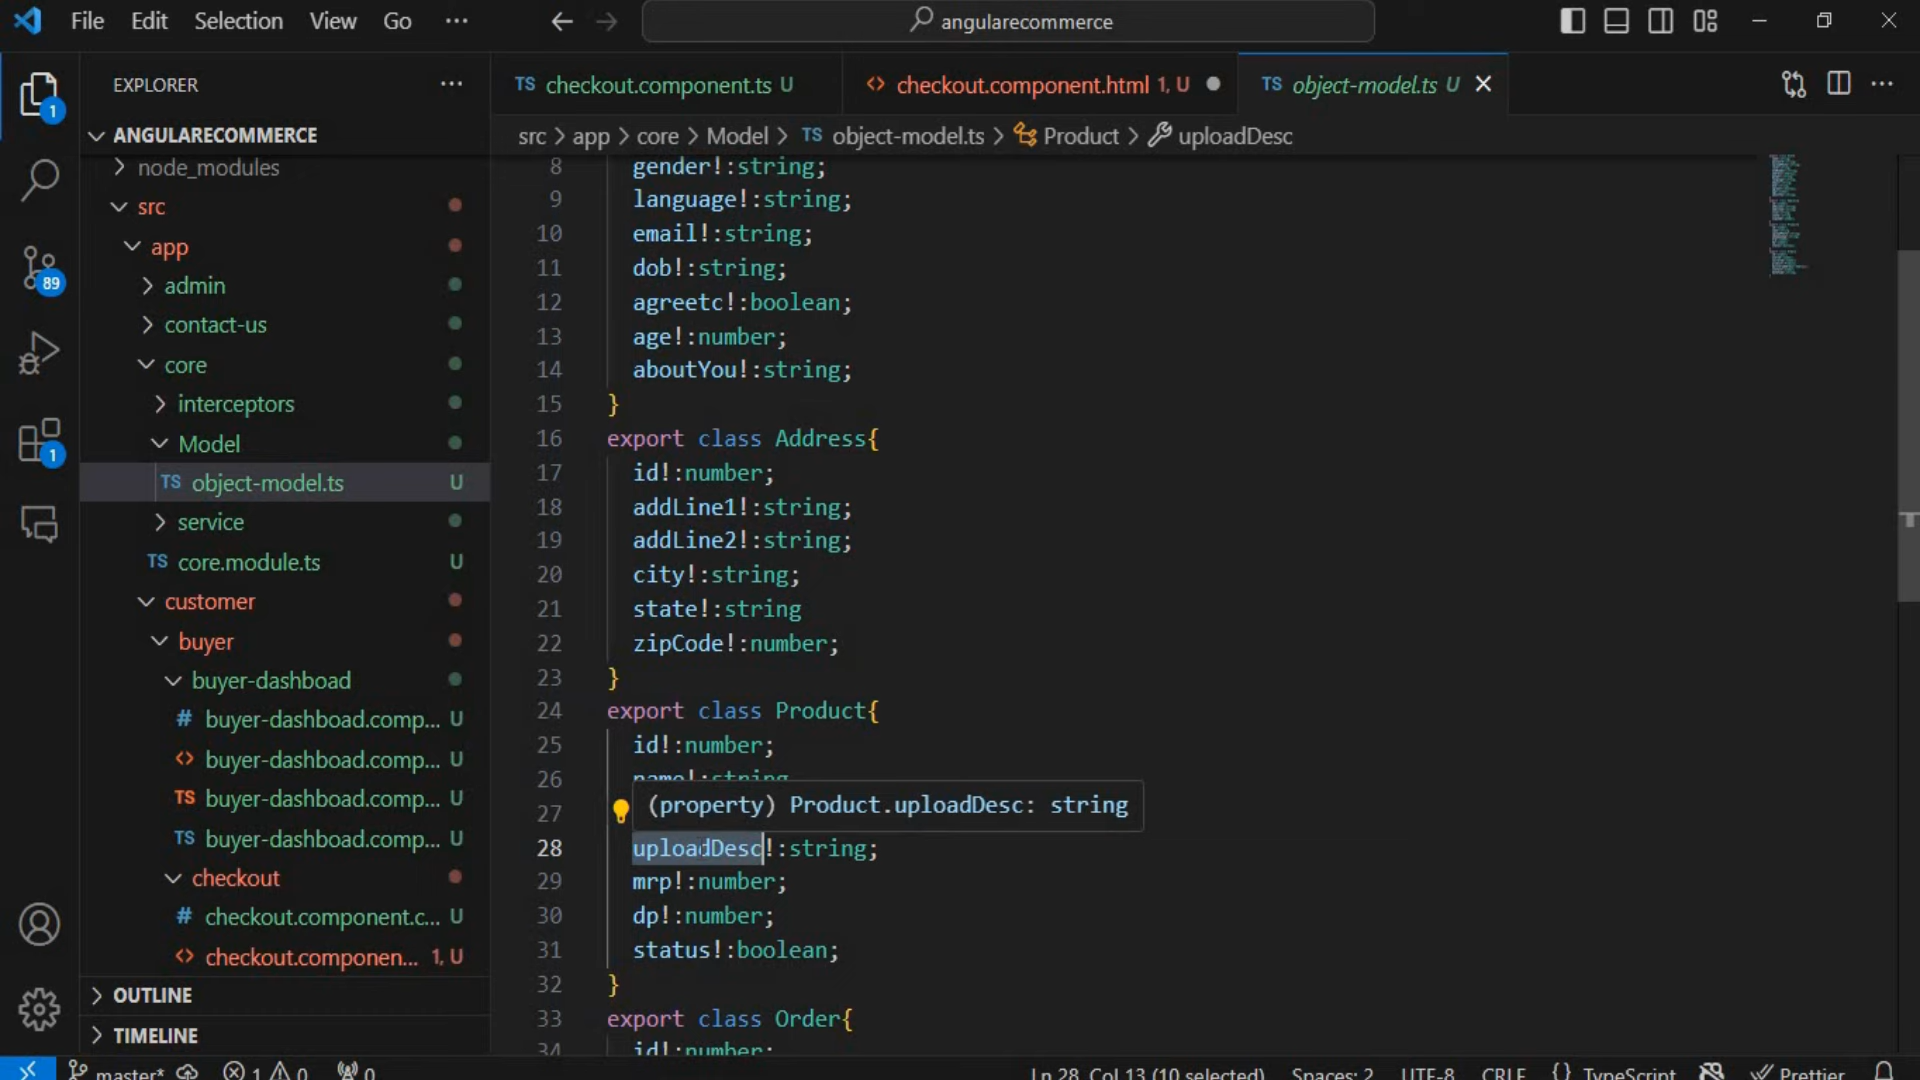 File Edit Selection View Go ... angularecommerce
EXPLORER ...
TS checkout.component.ts U
<> checkout.component.html 1, U
TS object-model.ts U
src > app > core > Model > TS object-model.ts > Product > uploadDesc
1
89
1
ANGULARECOMMERCE
node_modules
src
app
admin
contact-us
core
interceptors
Model
TS object-model.ts U
service
TS core.module.ts U
customer
buyer
buyer-dashboad
# buyer-dashboad.comp... U
<> buyer-dashboad.comp... U
TS buyer-dashboad.comp... U
TS buyer-dashboad.comp... U
checkout
# checkout.component.c... U
<> checkout.componen... 1, U
OUTLINE
TIMELINE
8 gender!:string;
9 language!:string;
10 email!:string;
11 dob!:string;
12 agreetc!:boolean;
13 age!:number;
14 aboutYou!:string;
15 }
16 export class Address{
17 id!:number;
18 addLine1!:string;
19 addLine2!:string;
20 city!:string;
21 state!:string
22 zipCode!:number;
23 }
24 export class Product{
25 id!:number;
26 name!:string
27
(property) Product.uploadDesc: string
28 uploadDesc!:string;
29 mrp!:number;
30 dp!:number;
31 status!:boolean;
32 }
33 export class Order{
34 id!:number;
master* 1 0 0 Ln 28, Col 13 (10 selected) Spaces: 2 UTF-8 CRLF {} TypeScript Prettier